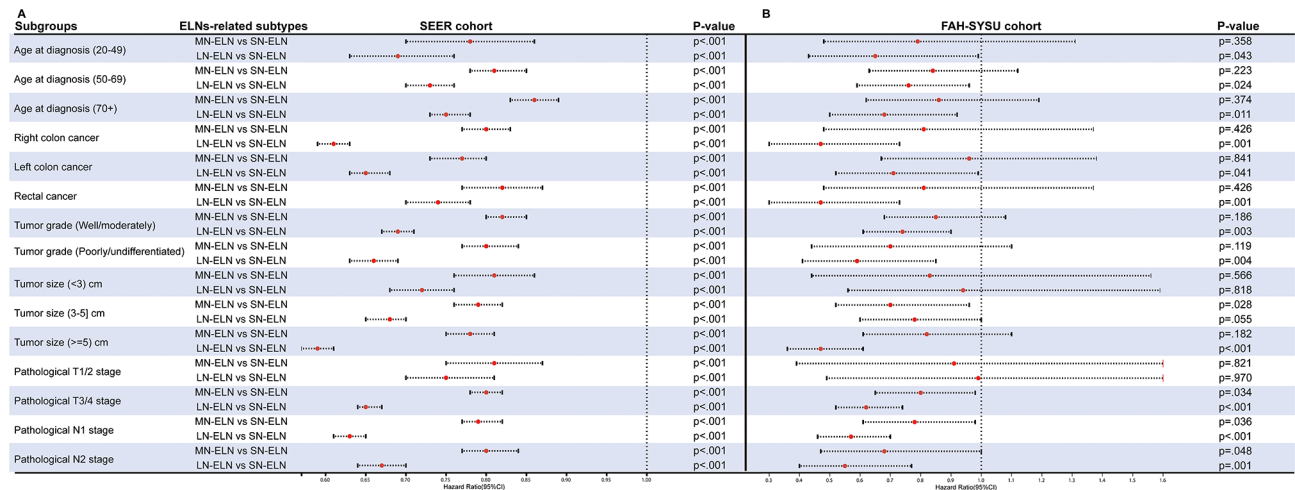 A
B
Subgroups ELNs-related subtypes SEER cohort P-value FAH-SYSU cohort P-value
Age at diagnosis (20-49)
MN-ELN vs SN-ELN p<.001 p=.358
LN-ELN vs SN-ELN p<.001 p=.043
Age at diagnosis (50-69)
MN-ELN vs SN-ELN p<.001 p=.223
LN-ELN vs SN-ELN p<.001 p=.024
Age at diagnosis (70+)
MN-ELN vs SN-ELN p<.001 p=.374
LN-ELN vs SN-ELN p<.001 p=.011
Right colon cancer
MN-ELN vs SN-ELN p<.001 p=.426
LN-ELN vs SN-ELN p<.001 p=.001
Left colon cancer
MN-ELN vs SN-ELN p<.001 p=.841
LN-ELN vs SN-ELN p<.001 p=.041
Rectal cancer
MN-ELN vs SN-ELN p<.001 p=.426
LN-ELN vs SN-ELN p<.001 p=.001
Tumor grade (Well/moderately)
MN-ELN vs SN-ELN p<.001 p=.186
LN-ELN vs SN-ELN p<.001 p=.003
Tumor grade (Poorly/undifferentiated)
MN-ELN vs SN-ELN p<.001 p=.119
LN-ELN vs SN-ELN p<.001 p=.004
Tumor size (<3) cm
MN-ELN vs SN-ELN p<.001 p=.566
LN-ELN vs SN-ELN p<.001 p=.818
Tumor size (3-5] cm
MN-ELN vs SN-ELN p<.001 p=.028
LN-ELN vs SN-ELN p<.001 p=.055
Tumor size (>=5) cm
MN-ELN vs SN-ELN p<.001 p=.182
LN-ELN vs SN-ELN p<.001 p<.001
Pathological T1/2 stage
MN-ELN vs SN-ELN p<.001 p=.821
LN-ELN vs SN-ELN p<.001 p=.970
Pathological T3/4 stage
MN-ELN vs SN-ELN p<.001 p=.034
LN-ELN vs SN-ELN p<.001 p<.001
Pathological N1 stage
MN-ELN vs SN-ELN p<.001 p=.036
LN-ELN vs SN-ELN p<.001 p<.001
Pathological N2 stage
MN-ELN vs SN-ELN p<.001 p=.048
LN-ELN vs SN-ELN p<.001 p=.001
0.60 0.65 0.70 0.75 0.80 0.85 0.90 0.95 1.00
Hazard Ratio(95%CI)
0.3 0.4 0.5 0.6 0.7 0.8 0.9 1.0 1.1 1.2 1.3 1.4 1.5 1.6
Hazard Ratio(95%CI)